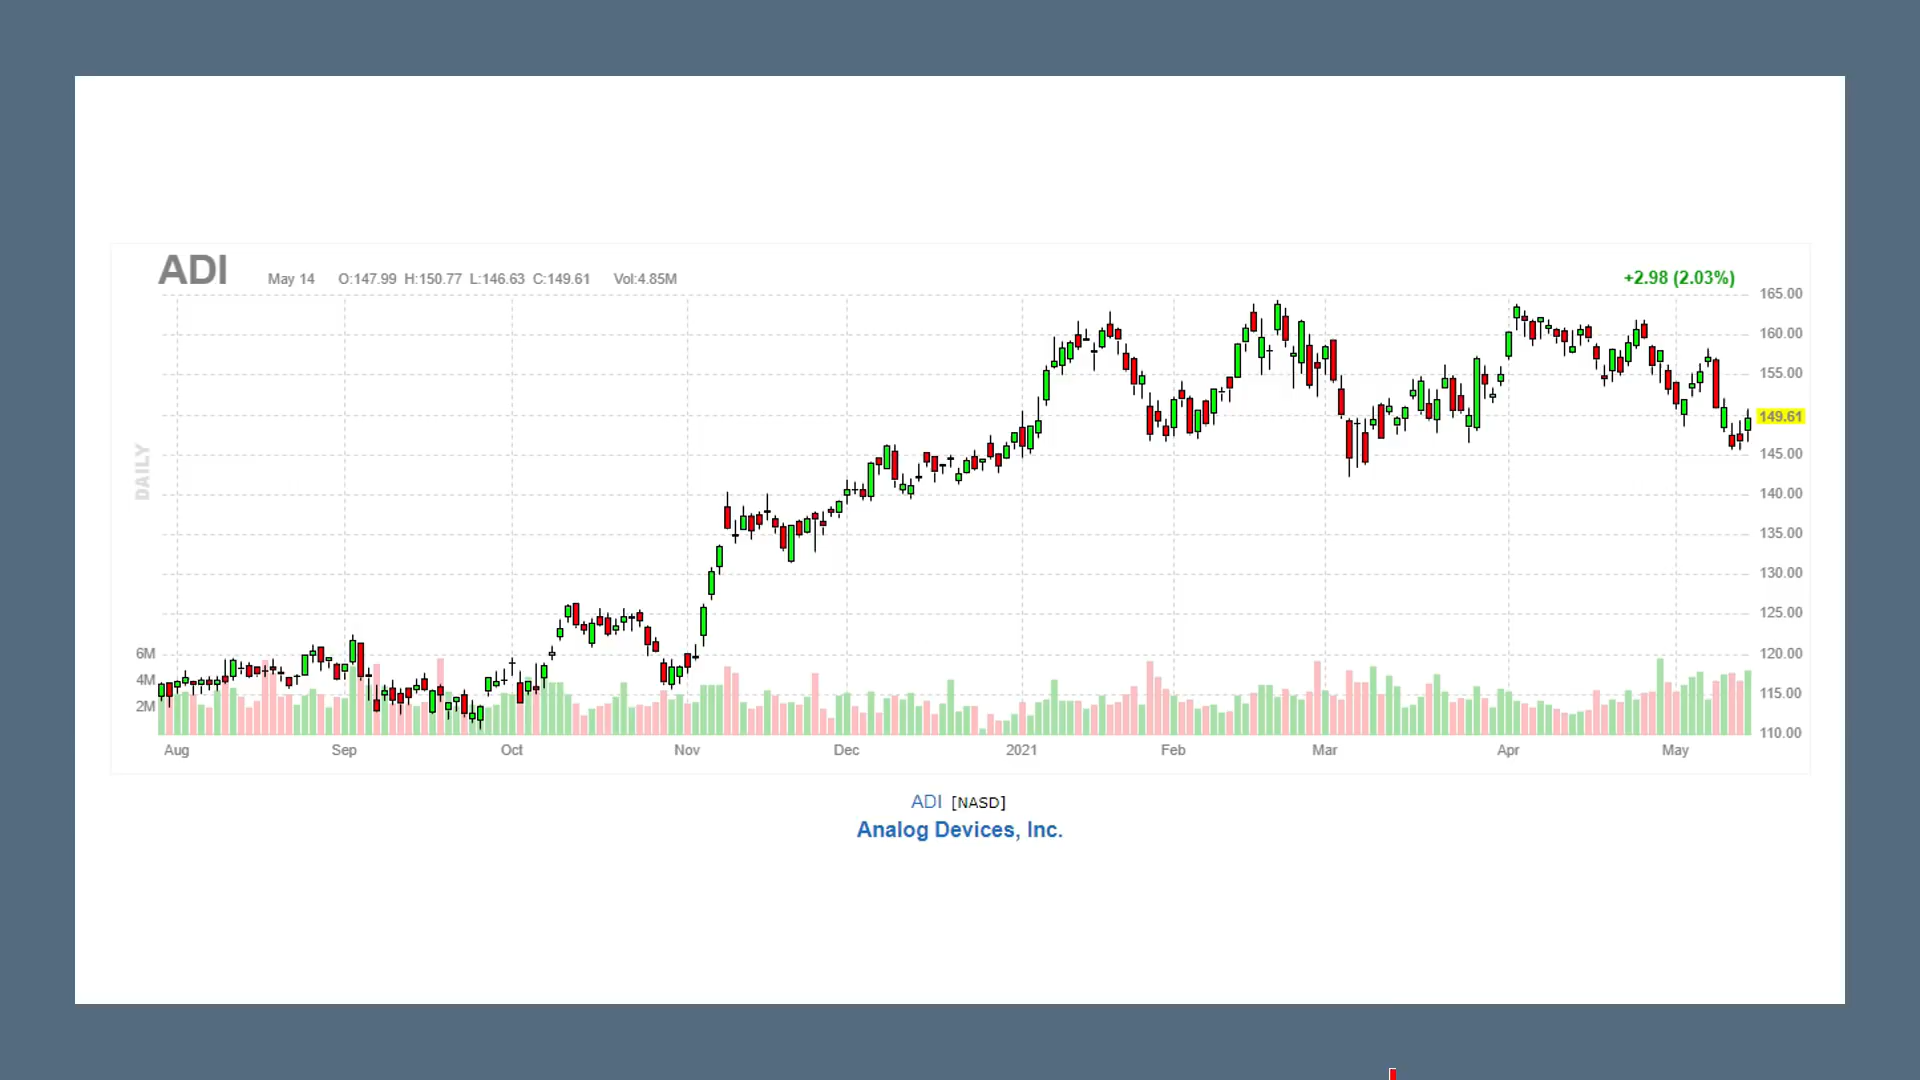 ADI May 14 O:147.99 H:150.77 L:146.63 C:149.61 Vol:4.85M +2.98 (2.03%)
165.00
160.00
155.00
149.61
145.00
140.00
135.00
130.00
125.00
120.00
115.00
110.00
DAILY
6M
4M
2M
Aug Sep Oct Nov Dec 2021 Feb Mar Apr May
ADI [NASD]
Analog Devices, Inc.